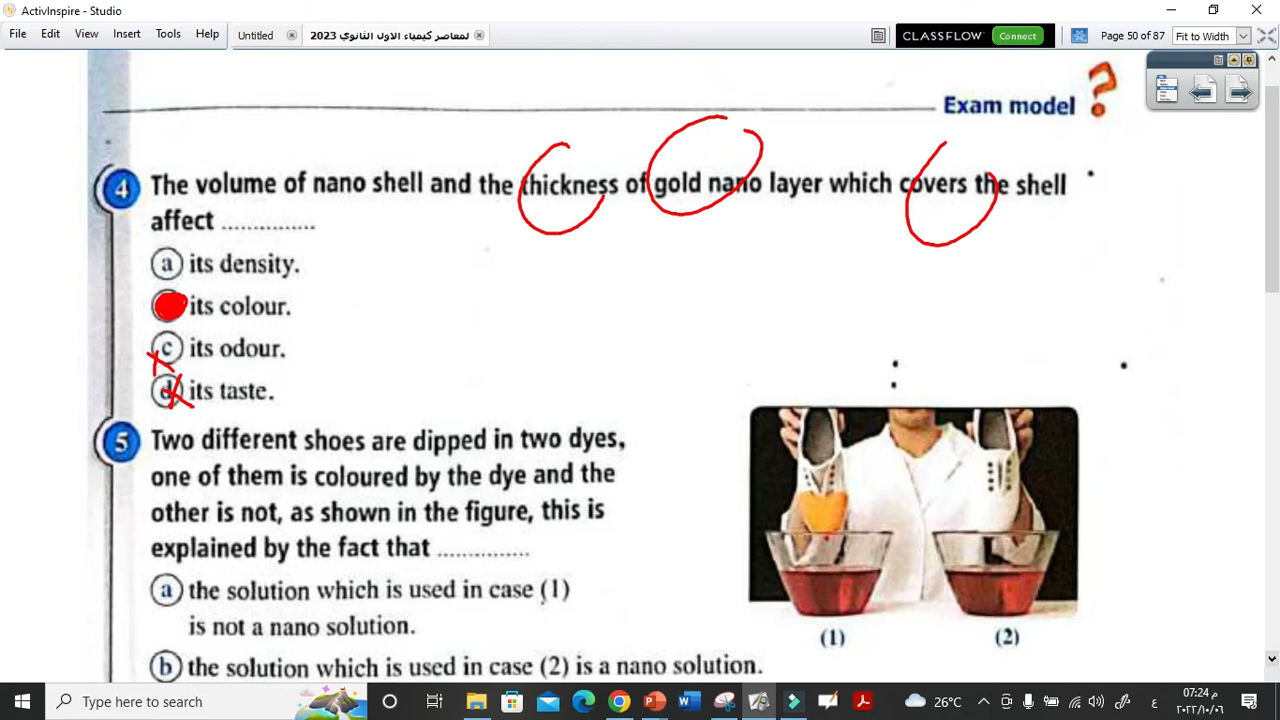 ActivInspire - Studio
File Edit View Insert Tools Help Untitled لمعاصر كيمياء الاول الثانوي 2023 CLASSFLOW Connect Page 50 of 87 Fit to Width
Exam model ?
4 The volume of nano shell and the thickness of gold nano layer which covers the shell
affect ..............
a its density.
its colour.
c its odour.
d its taste.
5 Two different shoes are dipped in two dyes,
one of them is coloured by the dye and the
other is not, as shown in the figure, this is
explained by the fact that ..............
a the solution which is used in case (1)
is not a nano solution.
(1) (2)
b the solution which is used in case (2) is a nano solution.
Type here to search 26°C ع 07:24 م
٢٠٢٢/١٠/٠٦